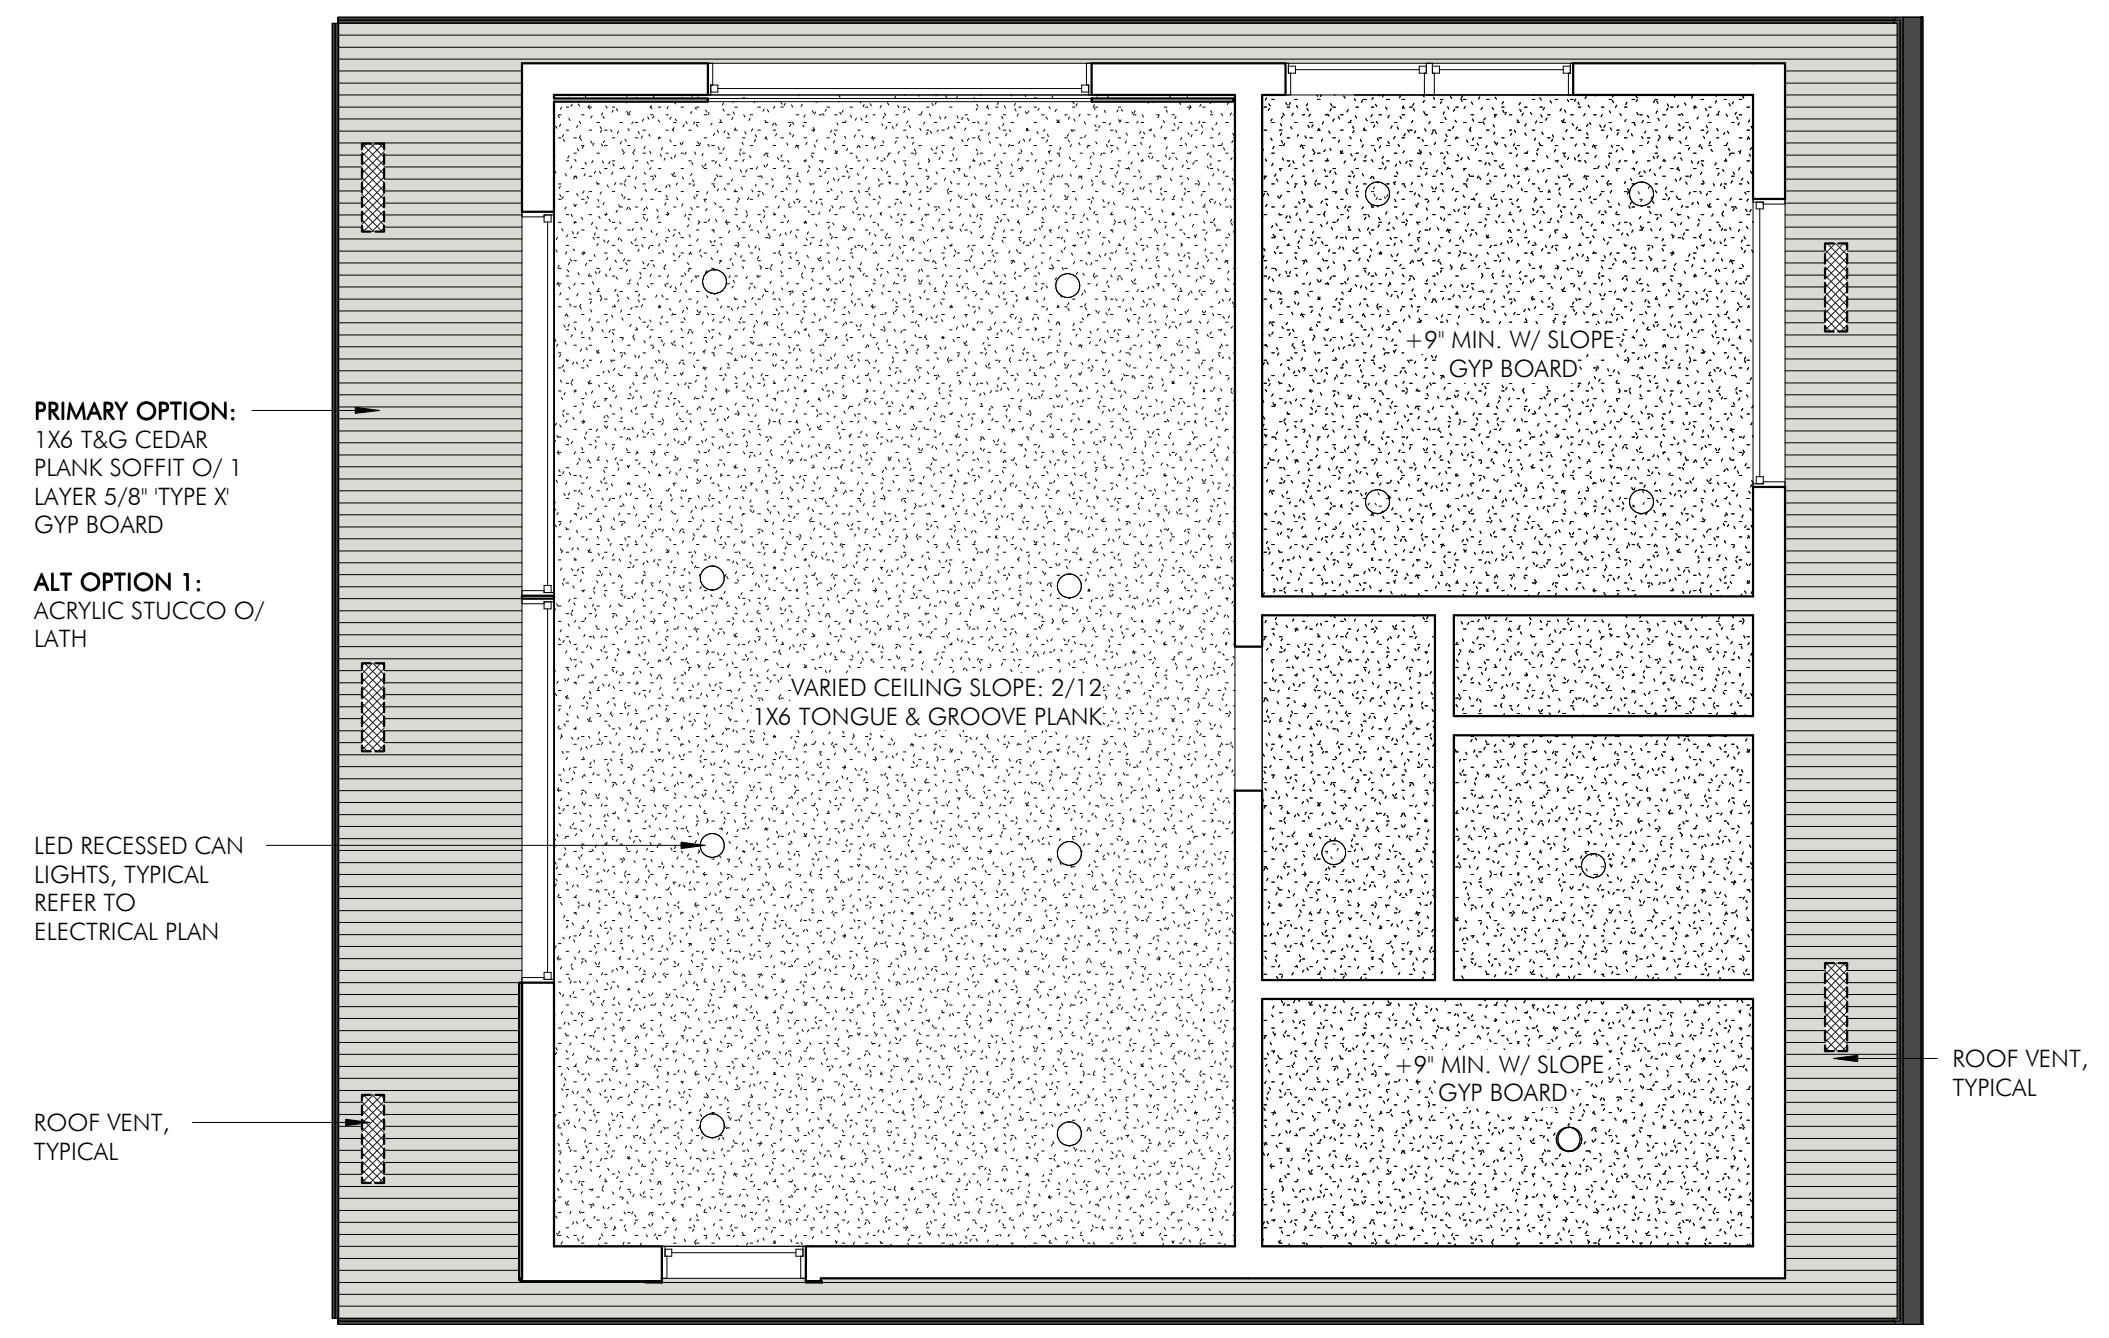 +9" MIN. W/ SLOPE
GYP BOARD
PRIMARY OPTION:
1X6 T&G CEDAR
PLANK SOFFIT O/ 1
LAYER 5/8" 'TYPE X'
GYP BOARD
ALT OPTION 1:
ACRYLIC STUCCO O/
LATH
VARIED CEILING SLOPE: 2/12
1X6 TONGUE & GROOVE PLANK
LED RECESSED CAN
LIGHTS, TYPICAL
REFER TO
ELECTRICAL PLAN
+9" MIN. W/ SLOPE
GYP BOARD
ROOF VENT,
TYPICAL
ROOF VENT,
TYPICAL